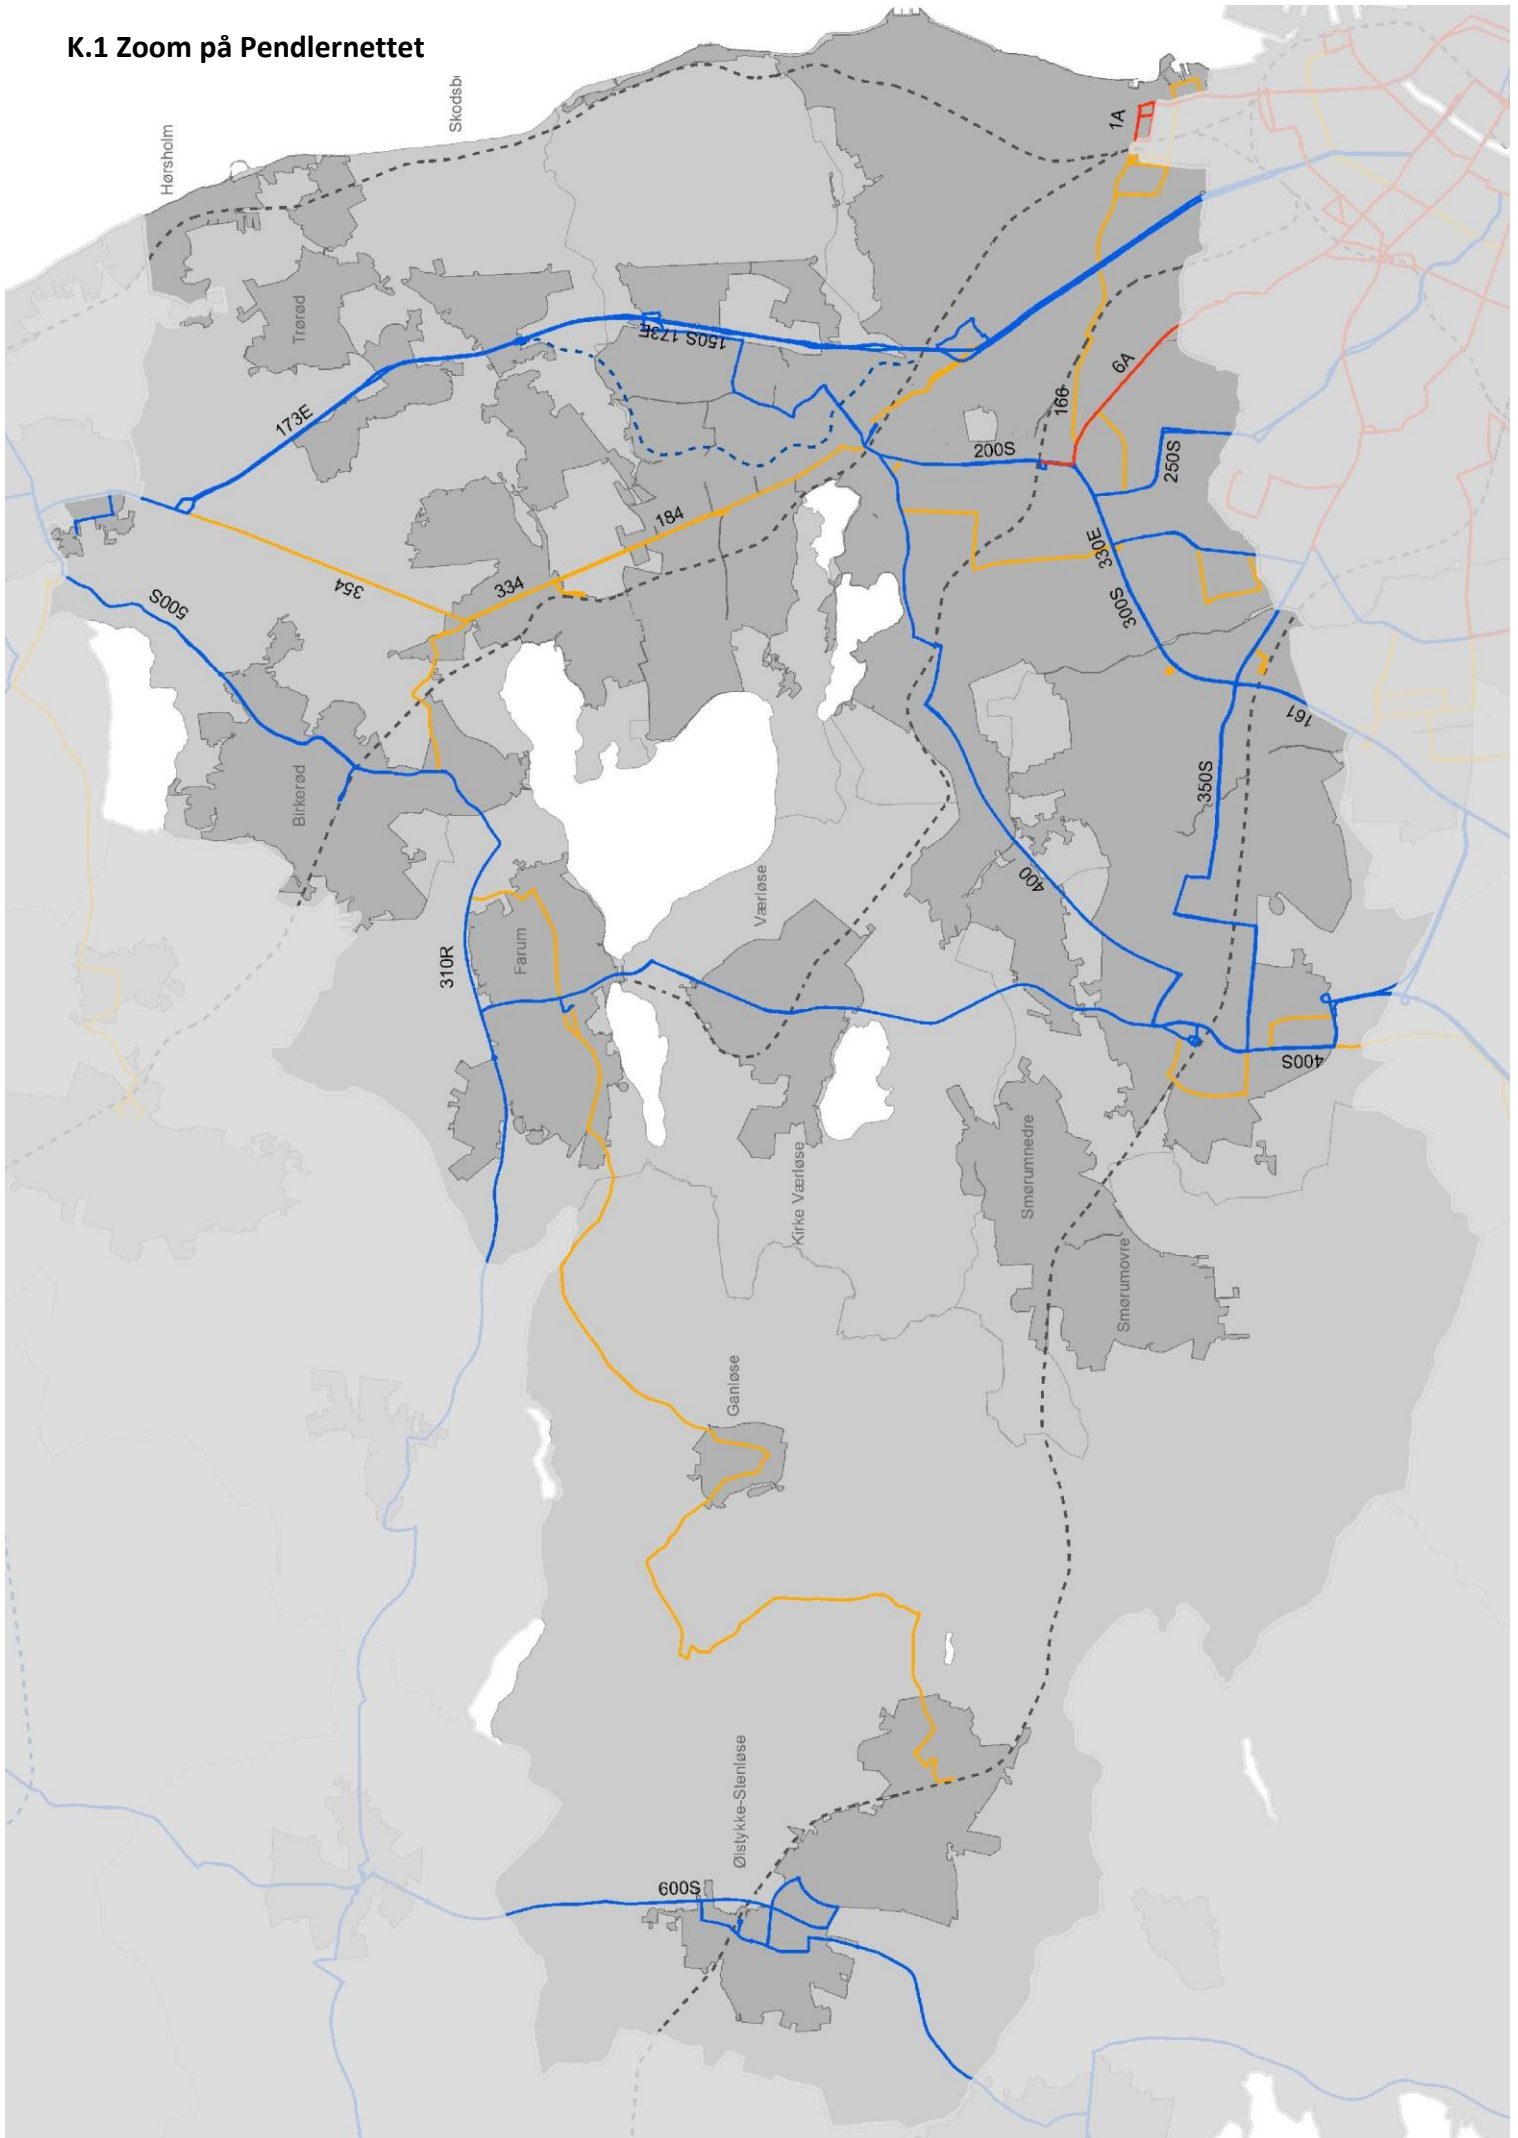 K.1 Zoom på Pendlernettet
Skodsb
1A
Hørsholm
Trørød
150S 173E
6A
173E
166
200S
250S
184
330E
354
334
500S
300S
161
350S
Birkerød
400
Værløse
Farum
310R
400S
Smørumnedre
Kirke Værløse
Smørumovre
Ganløse
Ølstykke-Stenløse
600S